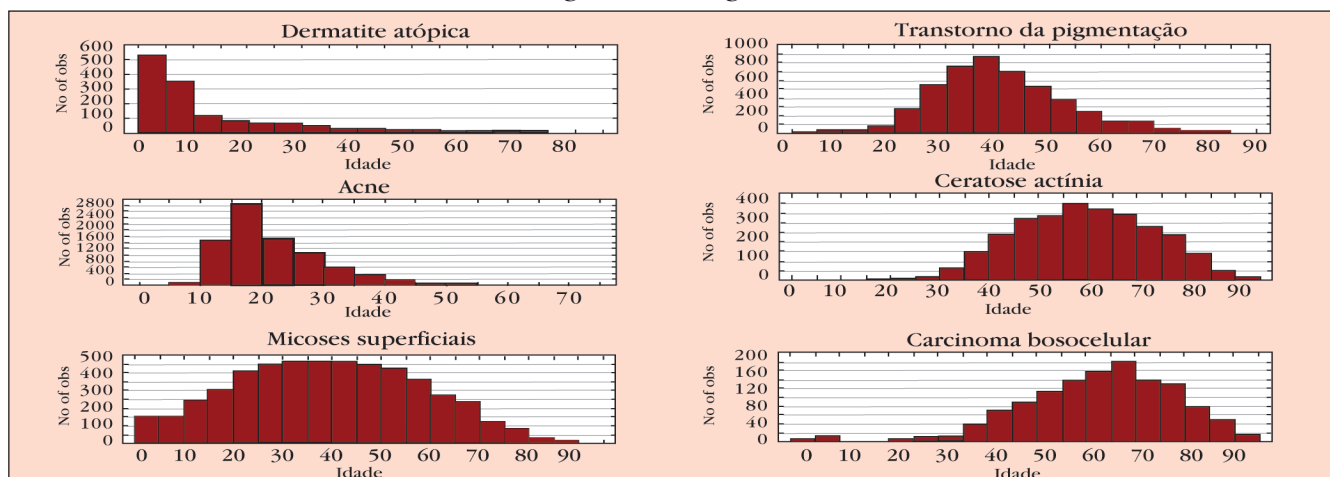 Dermatite atópica
No of obs
600
500
400
300
200
100
0
0 10 20 30 40 50 60 70 80
Idade
Transtorno da pigmentação
No of obs
1000
800
600
400
200
0
0 10 20 30 40 50 60 70 80 90
Idade
Acne
No of obs
2800
2400
2000
1600
1200
800
400
0
0 10 20 30 40 50 60 70
Idade
Ceratose actínia
No of obs
400
300
200
100
0
0 10 20 30 40 50 60 70 80 90
Idade
Micoses superficiais
No of obs
500
400
300
200
100
0
0 10 20 30 40 50 60 70 80 90
Idade
Carcinoma bosocelular
No of obs
200
160
120
80
40
0
0 10 20 30 40 50 60 70 80 90
Idade